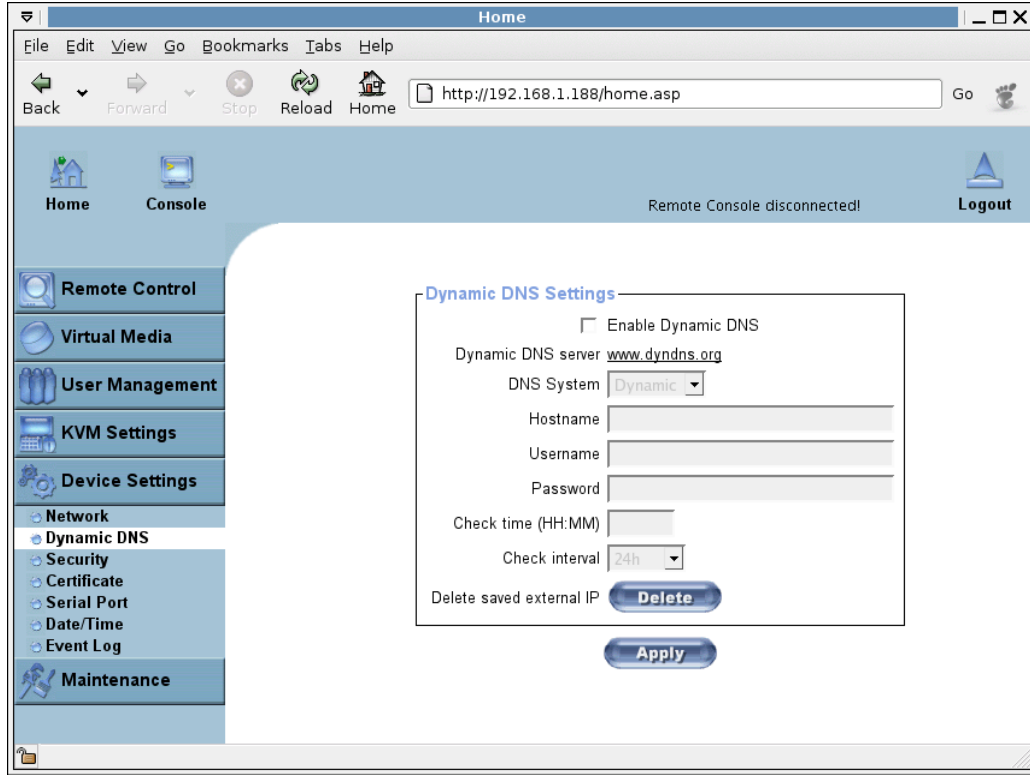 Home
File Edit View Go Bookmarks Tabs Help
Back Forward Stop Reload Home http://192.168.1.188/home.asp Go
Home Console Remote Console disconnected! Logout
Remote Control
Virtual Media
User Management
KVM Settings
Device Settings
Network
Dynamic DNS
Security
Certificate
Serial Port
Date/Time
Event Log
Maintenance
Dynamic DNS Settings
Enable Dynamic DNS
Dynamic DNS server www.dyndns.org
DNS System Dynamic
Hostname
Username
Password
Check time (HH:MM)
Check interval 24h
Delete saved external IP Delete
Apply